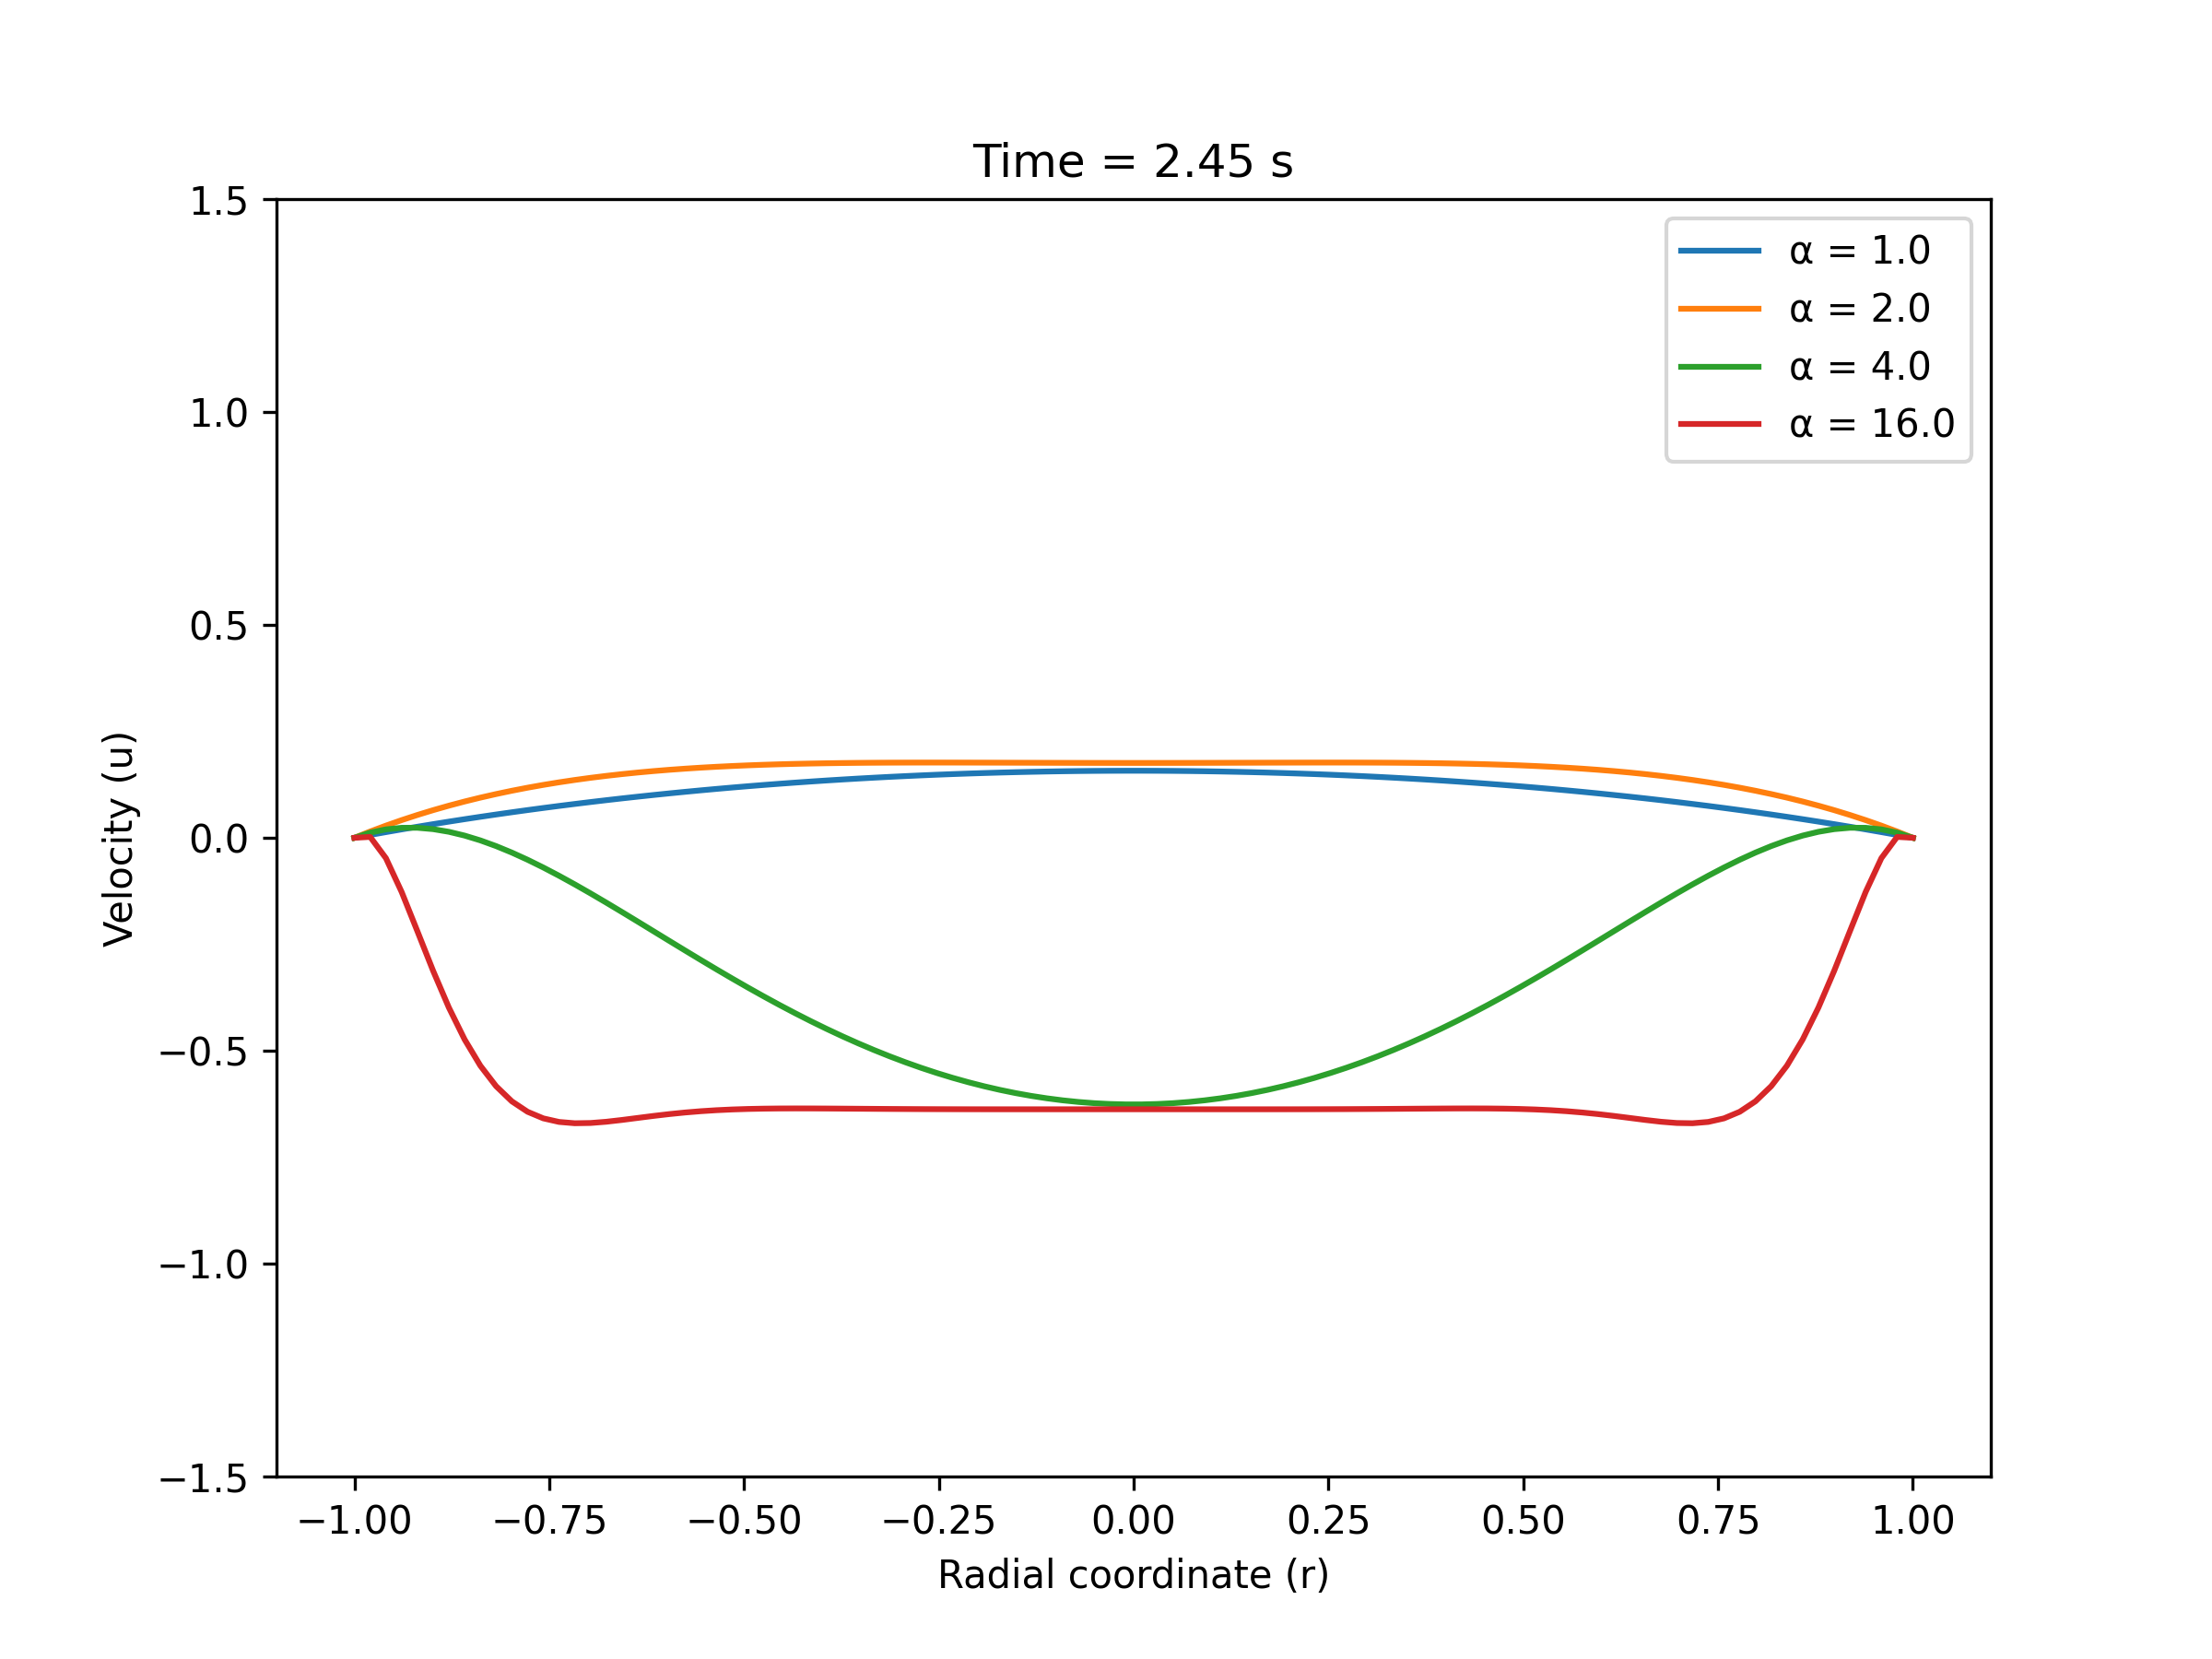 Time = 2.45 s
1.5
1.0
0.5
0.0
−0.5
−1.0
−1.5
Velocity (u)
α = 1.0
α = 2.0
α = 4.0
α = 16.0
−1.00 −0.75 −0.50 −0.25 0.00 0.25 0.50 0.75 1.00
Radial coordinate (r)